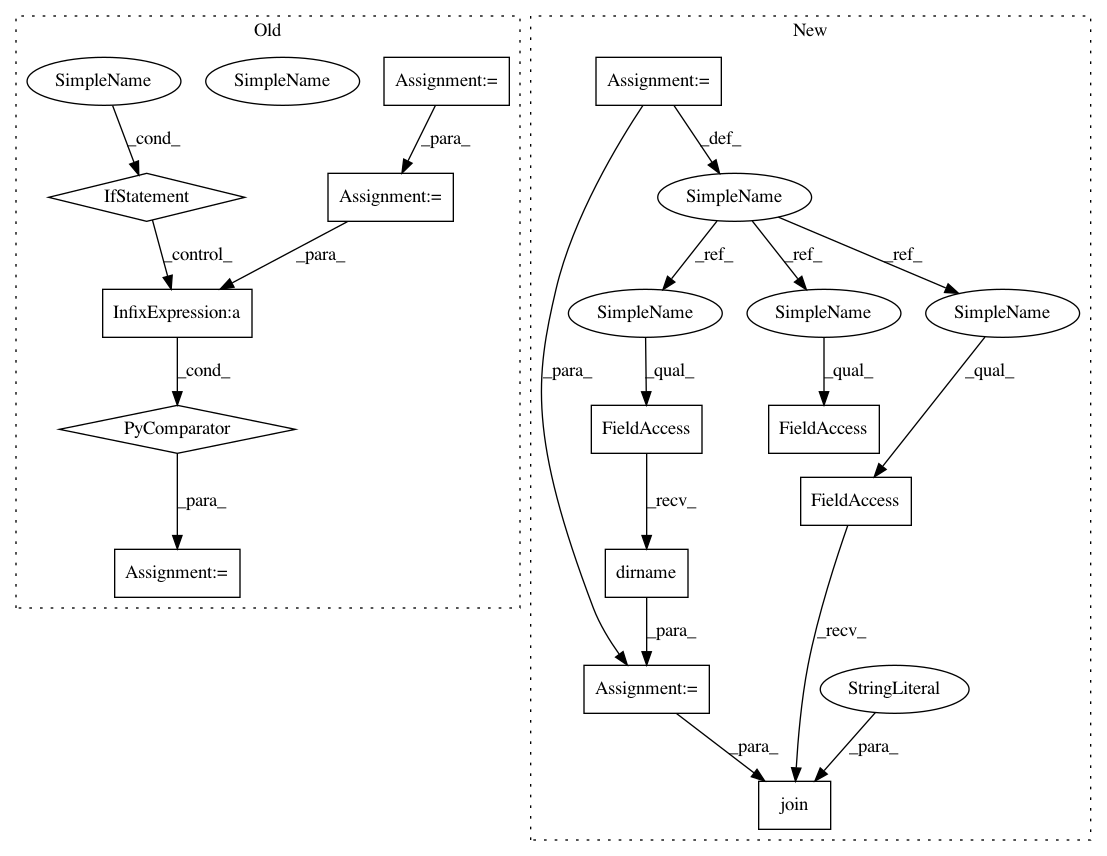 Old
New
SimpleName
SimpleName
Assignment:=
Assignment:=
_cond_
_para_
_def_
IfStatement
Assignment:=
SimpleName
_control_
_para_
_ref_
_ref_
_ref_
InfixExpression:a
SimpleName
SimpleName
SimpleName
_cond_
_para_
_qual_
_qual_
_qual_
PyComparator
FieldAccess
FieldAccess
_para_
_recv_
FieldAccess
Assignment:=
dirname
_para_
_recv_
Assignment:=
StringLiteral
_para_
_para_
join